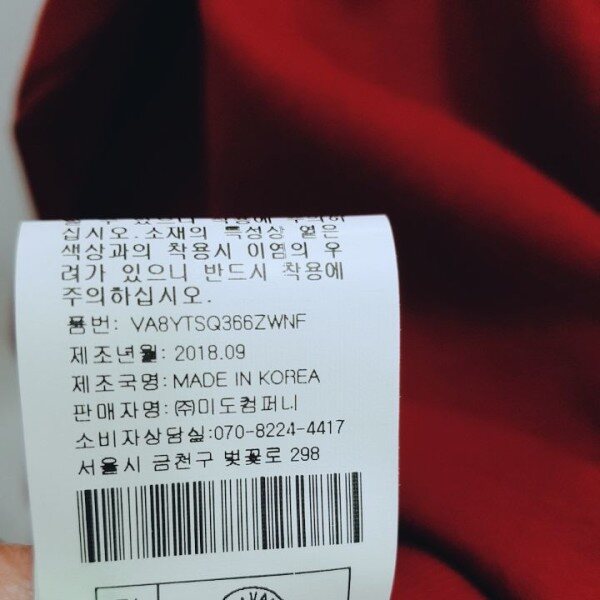 십시오.소재의 특성상 옅은
색상과의 착용시 이염의 우
려가 있으니 반드시 착용에
주의하십시오.
품번: VA8YTSQ366ZWNF
제조년월: 2018.09
제조국명: MADE IN KOREA
판매자명: ㈜미도컴퍼니
소비자상담실:070-8224-4417
서울시 금천구 벚꽃로 298